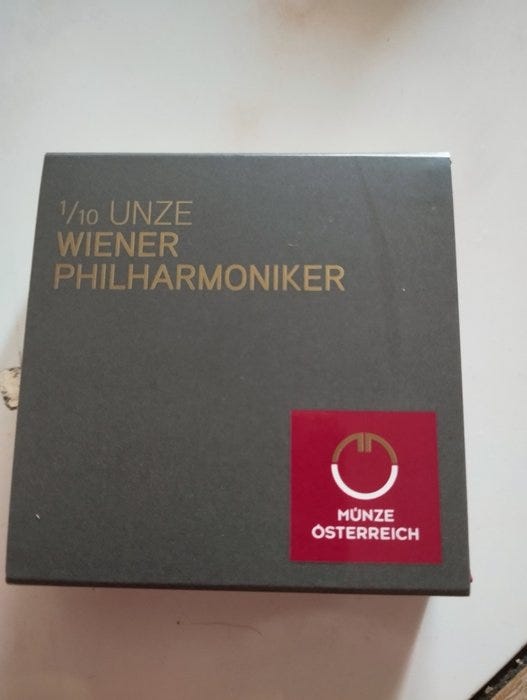 1/10 UNZE
WIENER
PHILHARMONIKER
MÜNZE
ÖSTERREICH